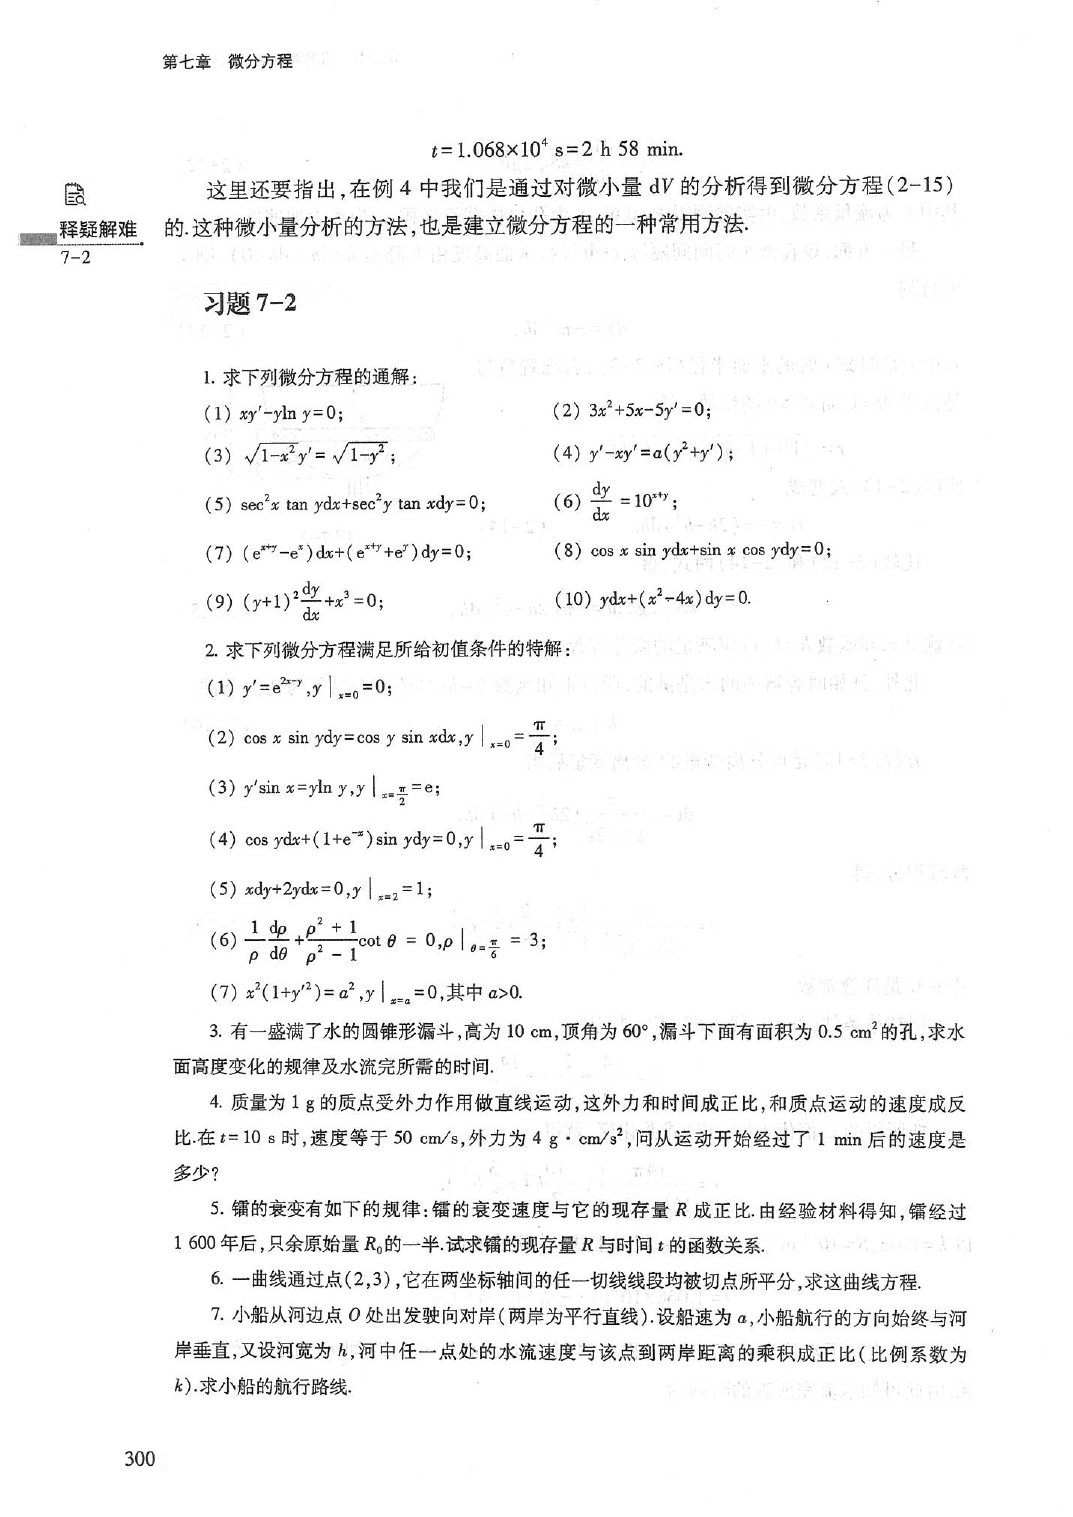 第七章 微分方程
t=1.068×10⁴ s=2 h 58 min.
这里还要指出,在例 4 中我们是通过对微小量 dV 的分析得到微分方程(2-15)
释疑解难
7-2
的.这种微小量分析的方法,也是建立微分方程的一种常用方法.
习题 7-2
1. 求下列微分方程的通解:
(1) xy′-yln y=0;
(2) 3x²+5x-5y′=0;
(3) √(1-x²) y′=√(1-y²);
(4) y′-xy′=a(y²+y′);
(5) sec²x tan ydx+sec²y tan xdy=0;
(6) dy/dx=10ˣ⁺ʸ;
(7) (eˣ⁺ʸ-eˣ)dx+(eˣ⁺ʸ+eʸ)dy=0;
(8) cos x sin ydx+sin x cos ydy=0;
(9) (y+1)² dy/dx+x³=0;
(10) ydx+(x²-4x)dy=0.
2. 求下列微分方程满足所给初值条件的特解:
(1) y′=e²ˣ⁻ʸ,y|ₓ₌₀=0;
(2) cos x sin ydy=cos y sin xdx,y|ₓ₌₀=π/4;
(3) y′sin x=yln y,y|ₓ₌π/2=e;
(4) cos ydx+(1+e⁻ˣ)sin ydy=0,y|ₓ₌₀=π/4;
(5) xdy+2ydx=0,y|ₓ₌₂=1;
(6) 1/ρ dρ/dθ+(ρ²+1)/(ρ²-1) cot θ = 0,ρ|θ=π/6 = 3;
(7) x²(1+y′²)=a²,y|ₓ₌ₐ=0,其中 a>0.
3. 有一盛满了水的圆锥形漏斗,高为 10 cm,顶角为 60°,漏斗下面有面积为 0.5 cm²的孔,求水
面高度变化的规律及水流完所需的时间.
4. 质量为 1 g 的质点受外力作用做直线运动,这外力和时间成正比,和质点运动的速度成反
比.在 t=10 s 时,速度等于 50 cm/s,外力为 4 g·cm/s²,问从运动开始经过了 1 min 后的速度是
多少?
5. 镭的衰变有如下的规律:镭的衰变速度与它的现存量 R 成正比.由经验材料得知,镭经过
1 600 年后,只余原始量 R₀的一半.试求镭的现存量 R 与时间 t 的函数关系.
6. 一曲线通过点(2,3),它在两坐标轴间的任一切线线段均被切点所平分,求这曲线方程.
7. 小船从河边点 O 处出发驶向对岸(两岸为平行直线).设船速为 a,小船航行的方向始终与河
岸垂直,又设河宽为 h,河中任一点处的水流速度与该点到两岸距离的乘积成正比(比例系数为
k).求小船的航行路线.
300